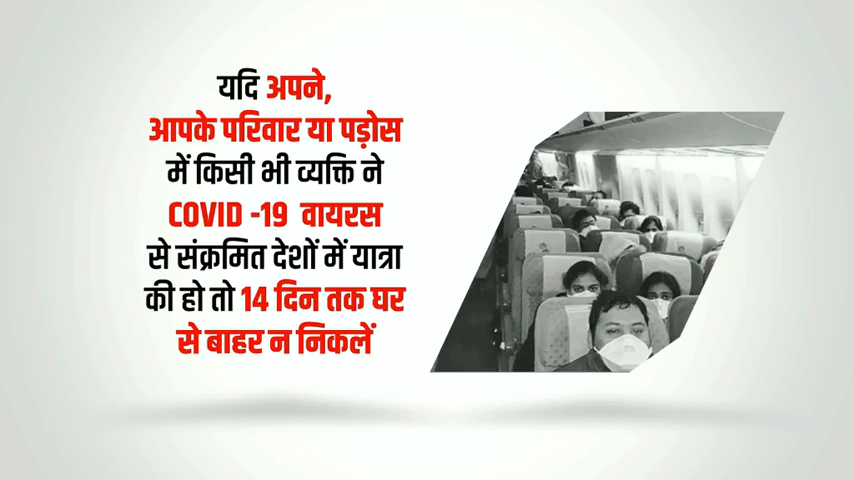 यदि अपने,
आपके परिवार या पड़ोस
में किसी भी व्यक्ति ने
COVID -19 वायरस
से संक्रमित देशों में यात्रा
की हो तो 14 दिन तक घर
से बाहर न निकलें